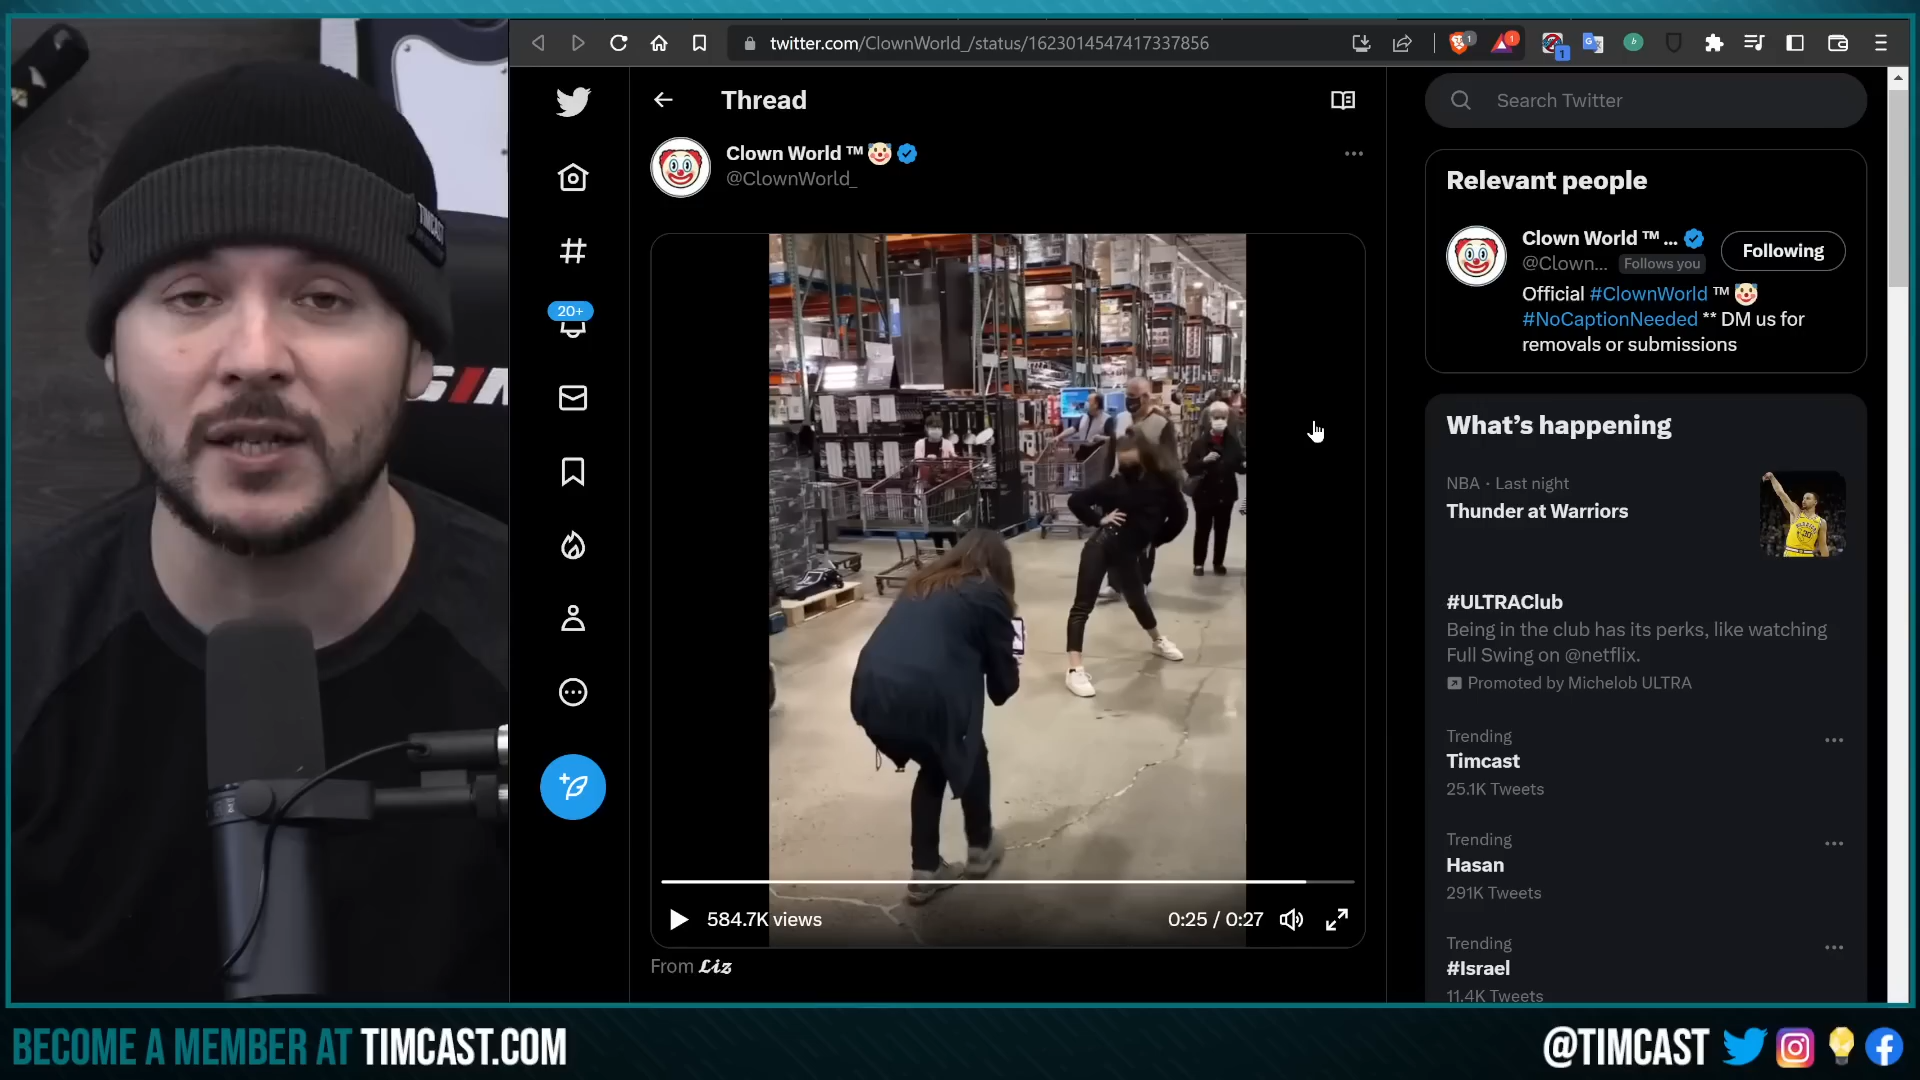 twitter.com/ClownWorld_/status/1623014547417337856
Thread
Search Twitter
Clown World ™ 🤡
@ClownWorld_
Relevant people
Clown World ™ ...
@Clown... Follows you
Following
Official #ClownWorld ™ 🤡
#NoCaptionNeeded ** DM us for
removals or submissions
20+
What's happening
NBA · Last night
Thunder at Warriors
#ULTRAClub
Being in the club has its perks, like watching
Full Swing on @netflix.
Promoted by Michelob ULTRA
Trending
Timcast
25.1K Tweets
Trending
Hasan
291K Tweets
Trending
#Israel
11.4K Tweets
584.7K views
0:25 / 0:27
From Liz
TIMCAST
BECOME A MEMBER AT TIMCAST.COM
@TIMCAST